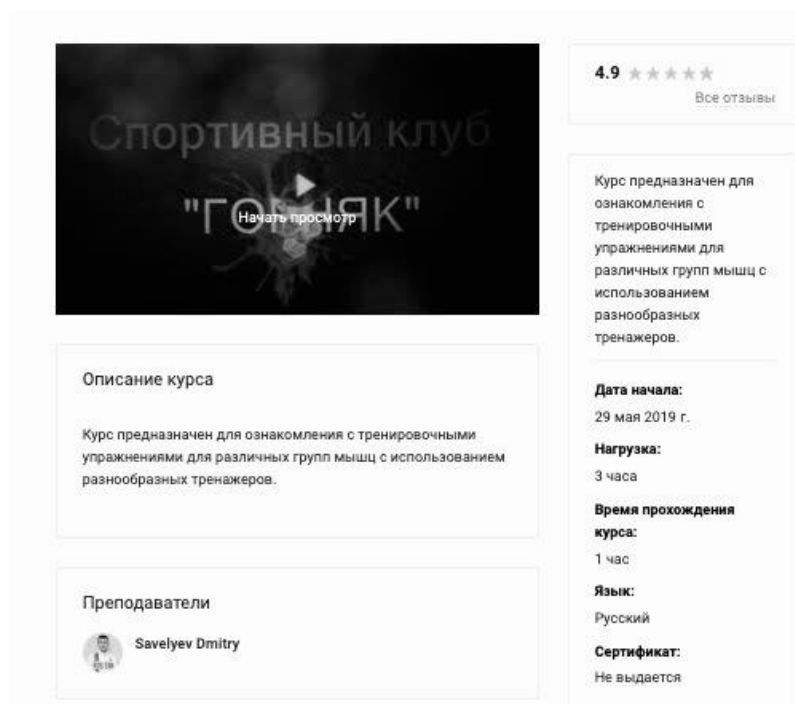 Спортивный клуб
"ГОРНЯК"
Начать просмотр
Описание курса
Курс предназначен для ознакомления с тренировочными
упражнениями для различных групп мышц с использованием
разнообразных тренажеров.
Преподаватели
Savelyev Dmitry
4.9
Все отзывы
Курс предназначен для
ознакомления с
тренировочными
упражнениями для
различных групп мышц с
использованием
разнообразных
тренажеров.
Дата начала:
29 мая 2019 г.
Нагрузка:
3 часа
Время прохождения
курса:
1 час
Язык:
Русский
Сертификат:
Не выдается